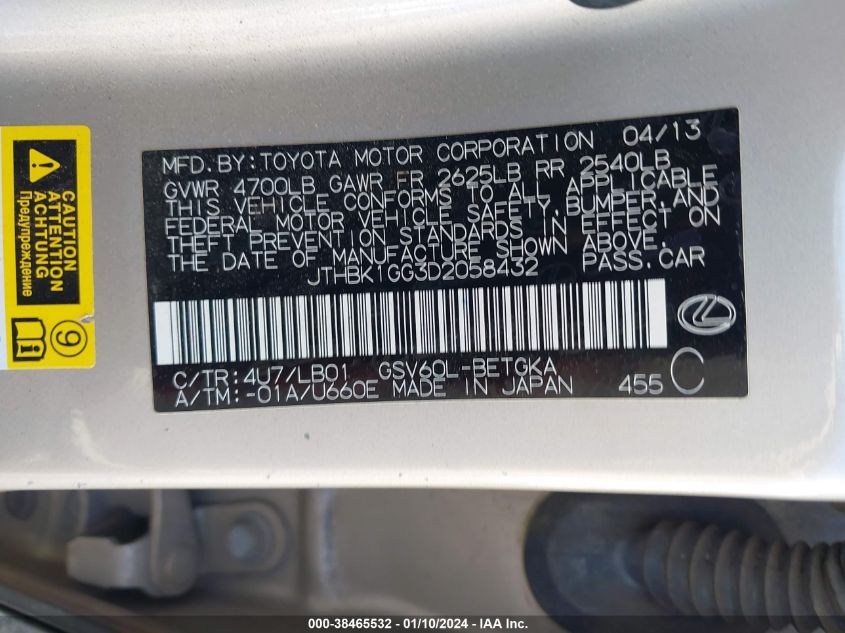 MFD.BY:TOYOTA MOTOR CORPORATION 04/13
GVWR 4700LB GAWR FR 2625LB RR 2540LB
THIS VEHICLE CONFORMS TO ALL APPLICABLE
FEDERAL MOTOR VEHICLE SAFETY,BUMPER,AND
THEFT PREVENTION STANDARDS IN EFFECT ON
THE DATE OF MANUFACTURE SHOWN ABOVE.
JTHBK1GG3D2058432 PASS.CAR
C/TR:4U7/LB01 GSV60L-BETGKA
A/TM:-01A/U660E MADE IN JAPAN 455 C
CAUTION
ATTENTION
ACHTUNG
Предупреждение
9
000-38465532 - 01/10/2024 - IAA Inc.